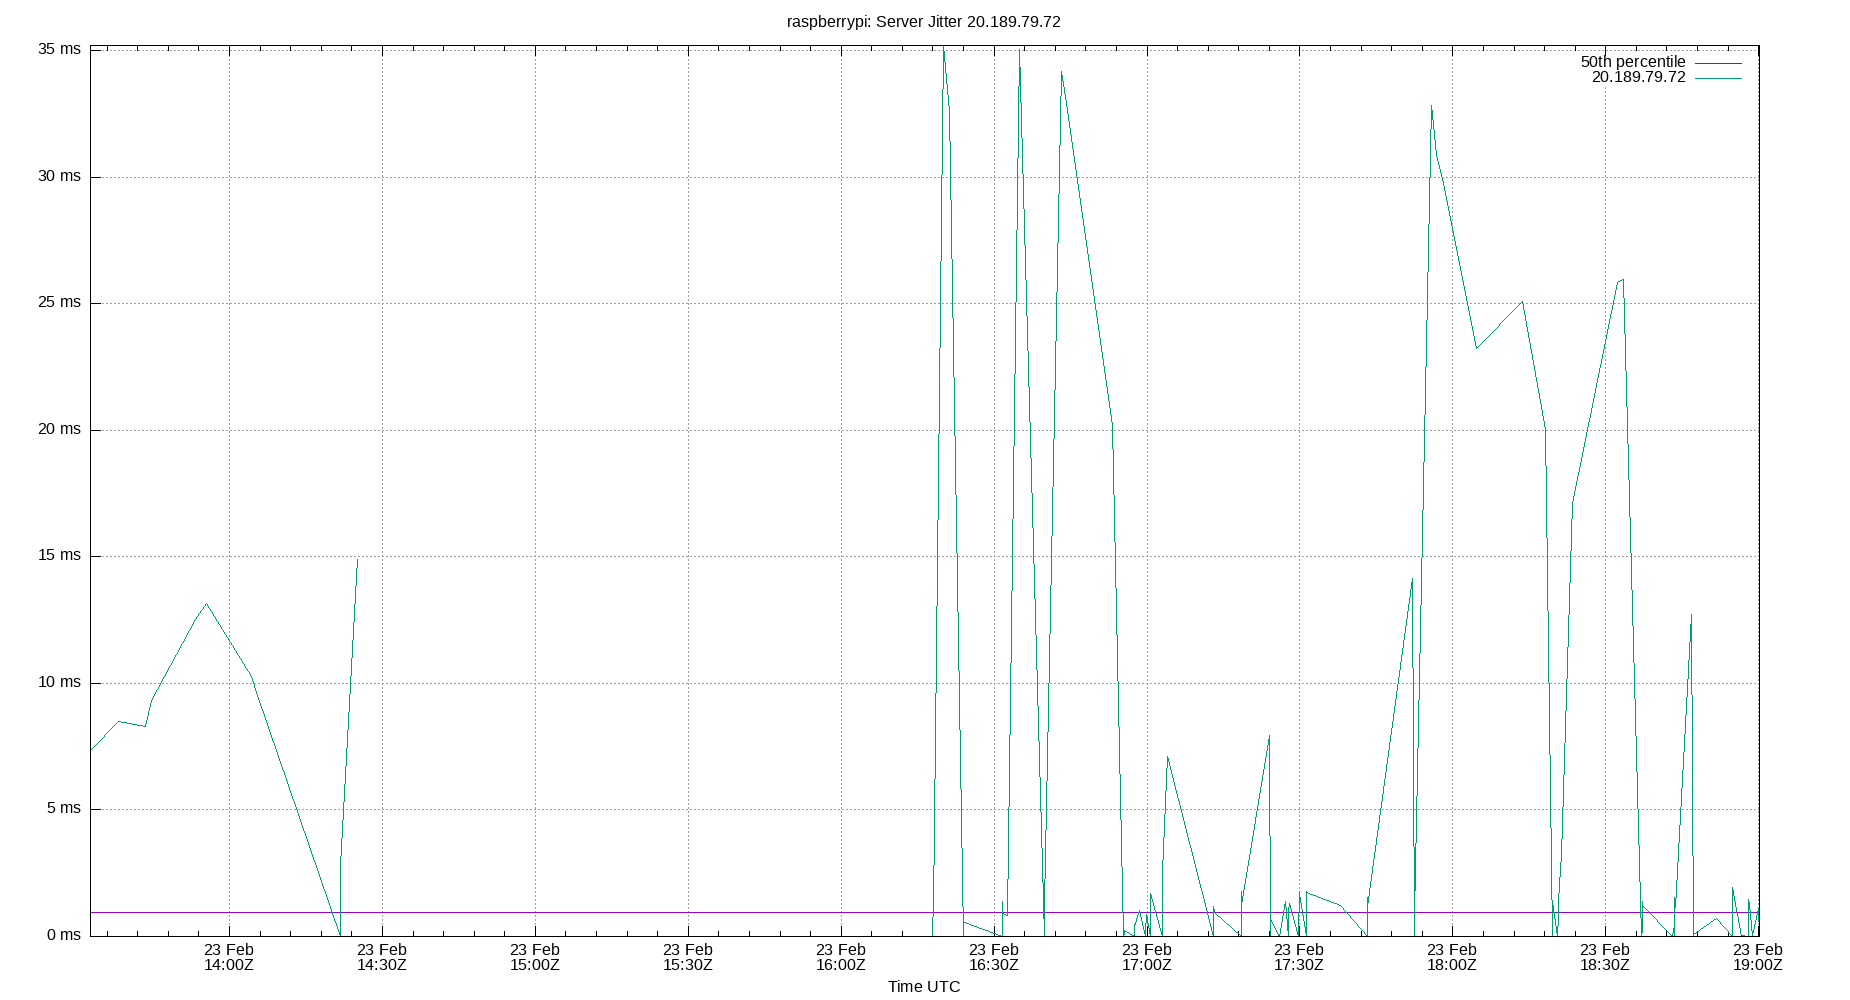 raspberrypi: Server Jitter 20.189.79.72
35 ms
30 ms
25 ms
20 ms
15 ms
10 ms
5 ms
0 ms
50th percentile
20.189.79.72
23 Feb
14:00Z
23 Feb
14:30Z
23 Feb
15:00Z
23 Feb
15:30Z
23 Feb
16:00Z
23 Feb
16:30Z
23 Feb
17:00Z
23 Feb
17:30Z
23 Feb
18:00Z
23 Feb
18:30Z
23 Feb
19:00Z
Time UTC